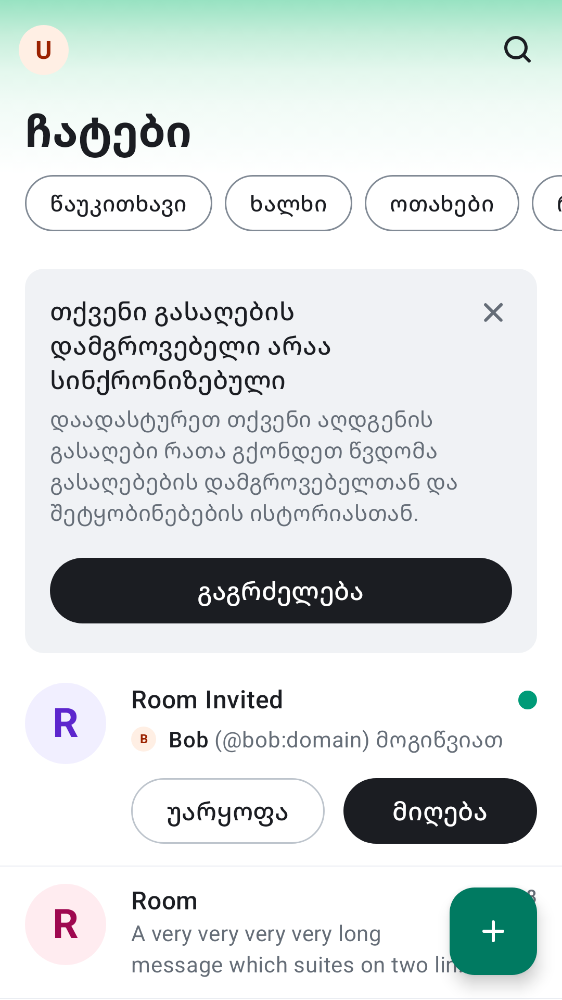 U
ჩატები
წაუკითხავი
ხალხი
ოთახები
თქვენი გასაღების
დამგროვებელი არაა
სინქრონიზებული
დაადასტურეთ თქვენი აღდგენის
გასაღები რათა გქონდეთ წვდომა
გასაღებების დამგროვებელთან და
შეტყობინებების ისტორიასთან.
გაგრძელება
R
Room Invited
B Bob (@bob:domain) მოგიწვიათ
უარყოფა
მიღება
R
Room
A very very very very long
message which suites on two